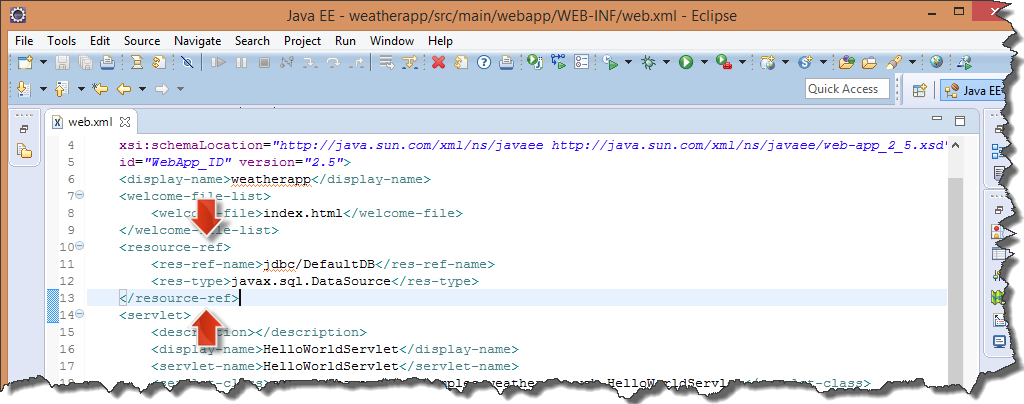 Java EE - weatherapp/src/main/webapp/WEB-INF/web.xml - Eclipse
File Tools Edit Source Navigate Search Project Run Window Help
Quick Access Java EE
web.xml
4 xsi:schemaLocation="http://java.sun.com/xml/ns/javaee http://java.sun.com/xml/ns/javaee/web-app_2_5.xsd"
5 id="WebApp_ID" version="2.5">
6 <display-name>weatherapp</display-name>
7 <welcome-file-list>
8 <welcome-file>index.html</welcome-file>
9 </welcome-file-list>
10 <resource-ref>
11 <res-ref-name>jdbc/DefaultDB</res-ref-name>
12 <res-type>javax.sql.DataSource</res-type>
13 </resource-ref>
14 <servlet>
15 <description></description>
16 <display-name>HelloWorldServlet</display-name>
17 <servlet-name>HelloWorldServlet</servlet-name>
18